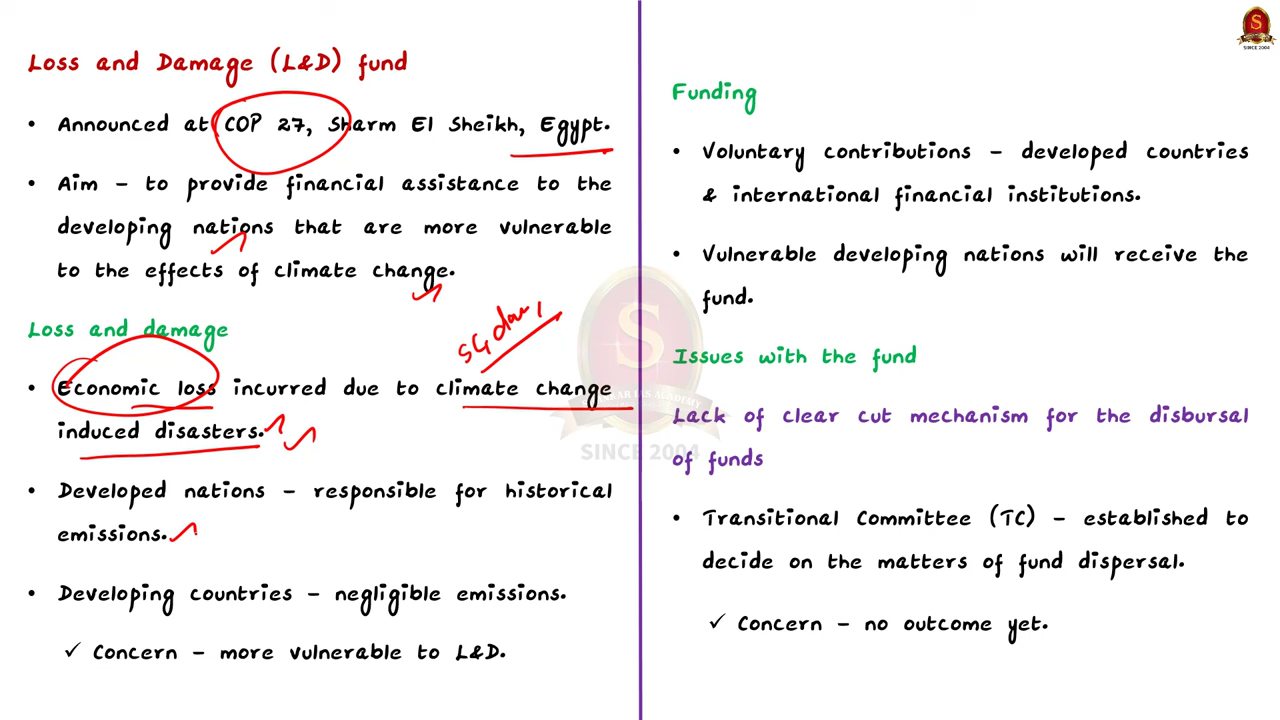 Loss and Damage (L&D) fund
• Announced at COP 27, Sharm El Sheikh, Egypt.
• Aim – to provide financial assistance to the
developing nations that are more vulnerable
to the effects of climate change.
Loss and damage
• Economic loss incurred due to climate change
induced disasters.
• Developed nations – responsible for historical
emissions.
• Developing countries – negligible emissions.
✓ Concern – more vulnerable to L&D.
Funding
• Voluntary contributions – developed countries
& international financial institutions.
• Vulnerable developing nations will receive the
fund.
Issues with the fund
Lack of clear cut mechanism for the disbursal
of funds
• Transitional Committee (TC) – established to
decide on the matters of fund dispersal.
✓ Concern – no outcome yet.
S
SINCE 2004
S
SINCE 2004